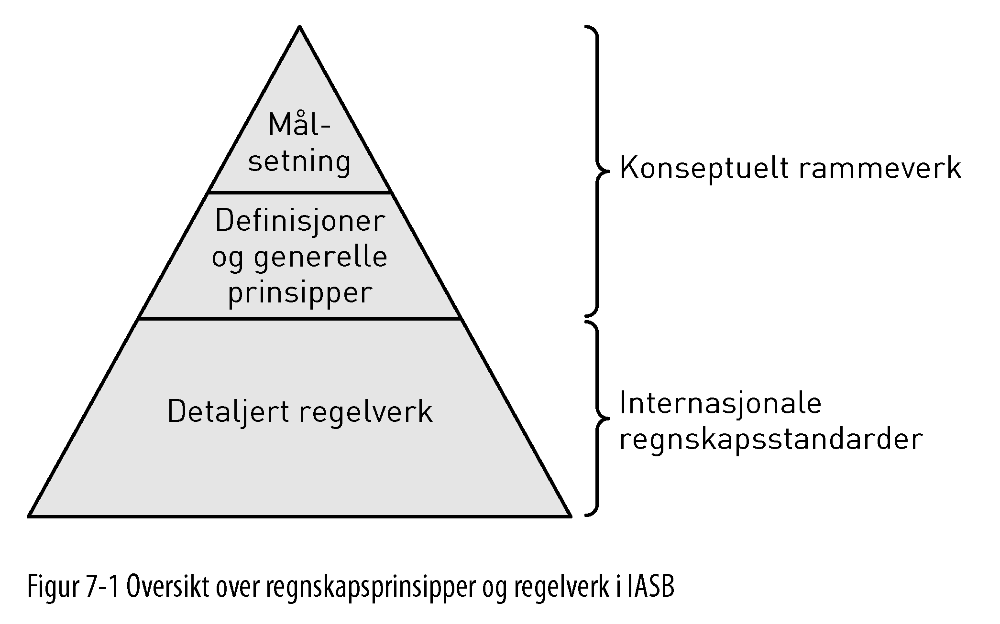 Mål-
setning
Definisjoner
og generelle
prinsipper
Detaljert regelverk
Konseptuelt rammeverk
Internasjonale
regnskapsstandarder
Figur 7-1 Oversikt over regnskapsprinsipper og regelverk i IASB